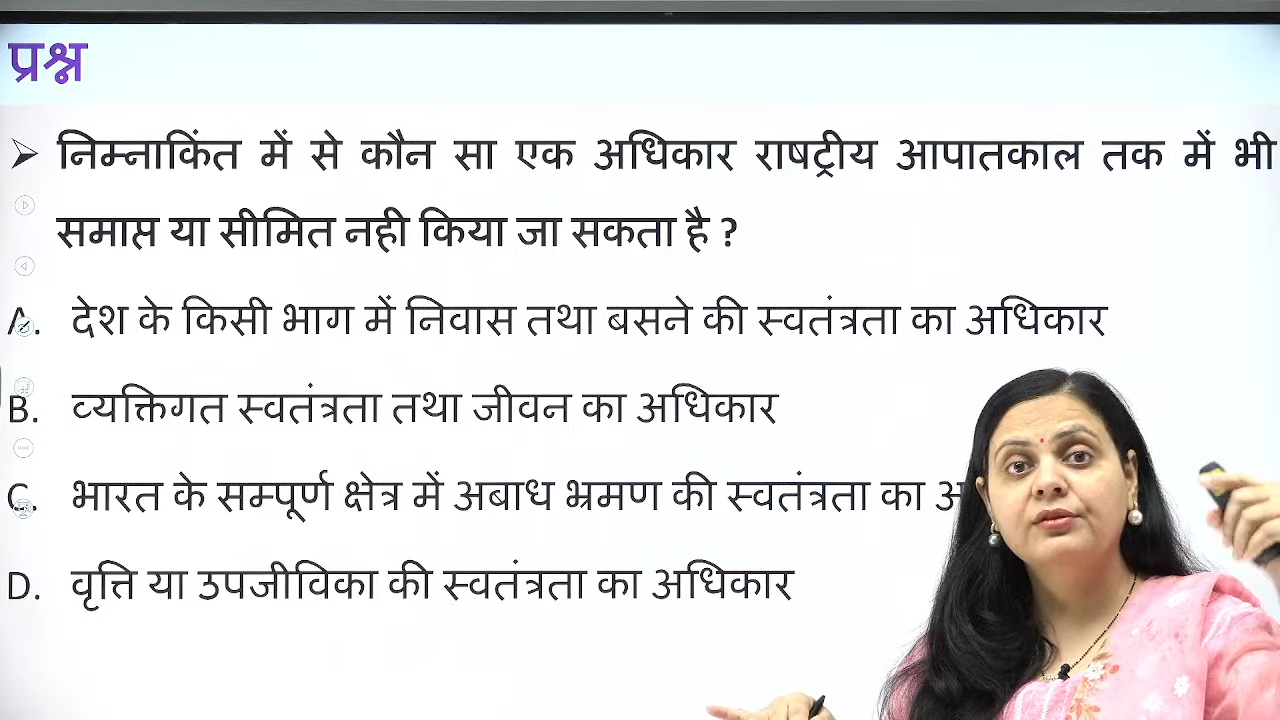 प्रश्न
➢ निम्नाकिंत में से कौन सा एक अधिकार राषट्रीय आपातकाल तक में भी
समाप्त या सीमित नही किया जा सकता है ?
A. देश के किसी भाग में निवास तथा बसने की स्वतंत्रता का अधिकार
B. व्यक्तिगत स्वतंत्रता तथा जीवन का अधिकार
C. भारत के सम्पूर्ण क्षेत्र में अबाध भ्रमण की स्वतंत्रता का
D. वृत्ति या उपजीविका की स्वतंत्रता का अधिकार